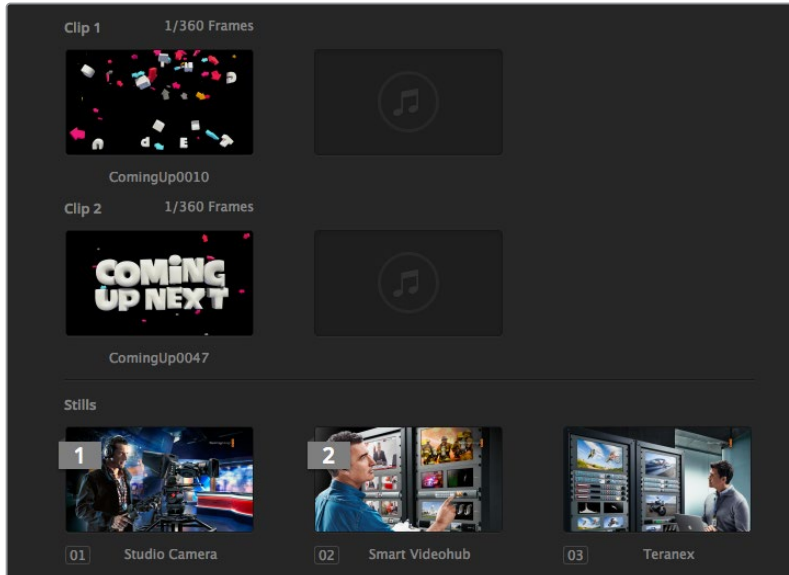 Clip 1
1/360 Frames
ComingUp0010
Clip 2
1/360 Frames
COMiNG
UP NEXT
ComingUp0047
Stills
1
2
01
Studio Camera
02
Smart Videohub
03
Teranex